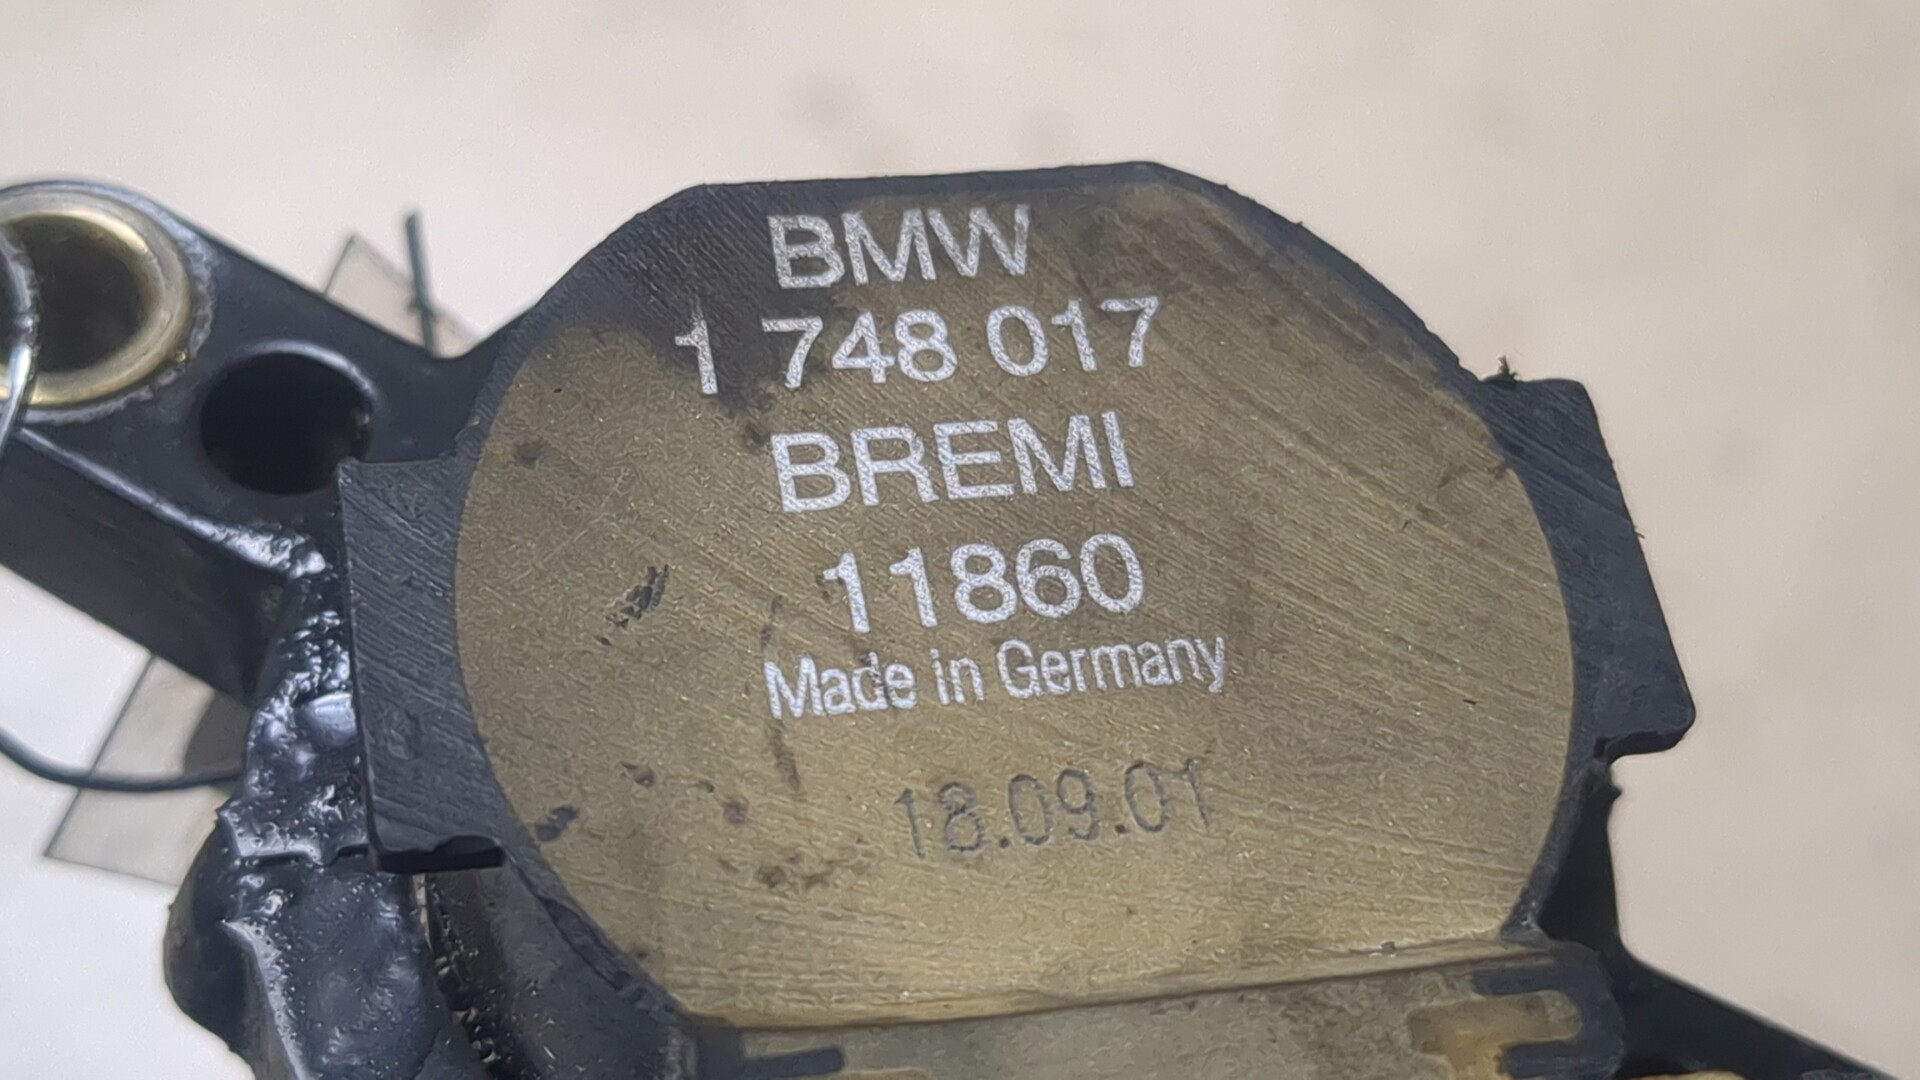 BMW
1 748 017
BREMI
11860
Made in Germany
18.09.01